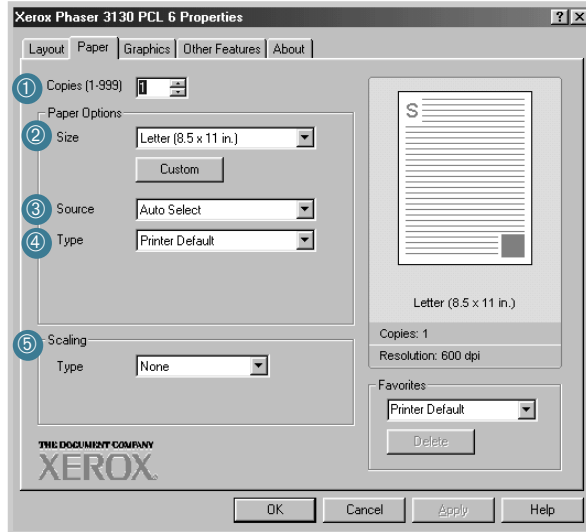 Xerox Phaser 3130 PCL 6 Properties
Layout Paper Graphics Other Features About
1 Copies (1-999) 1
Paper Options
2 Size Letter (8.5 x 11 in.)
Custom
3 Source Auto Select
4 Type Printer Default
5 Scaling
Type None
S
Letter (8.5 x 11 in.)
Copies: 1
Resolution: 600 dpi
Favorites
Printer Default
Delete
THE DOCUMENT COMPANY
XEROX
OK Cancel Apply Help